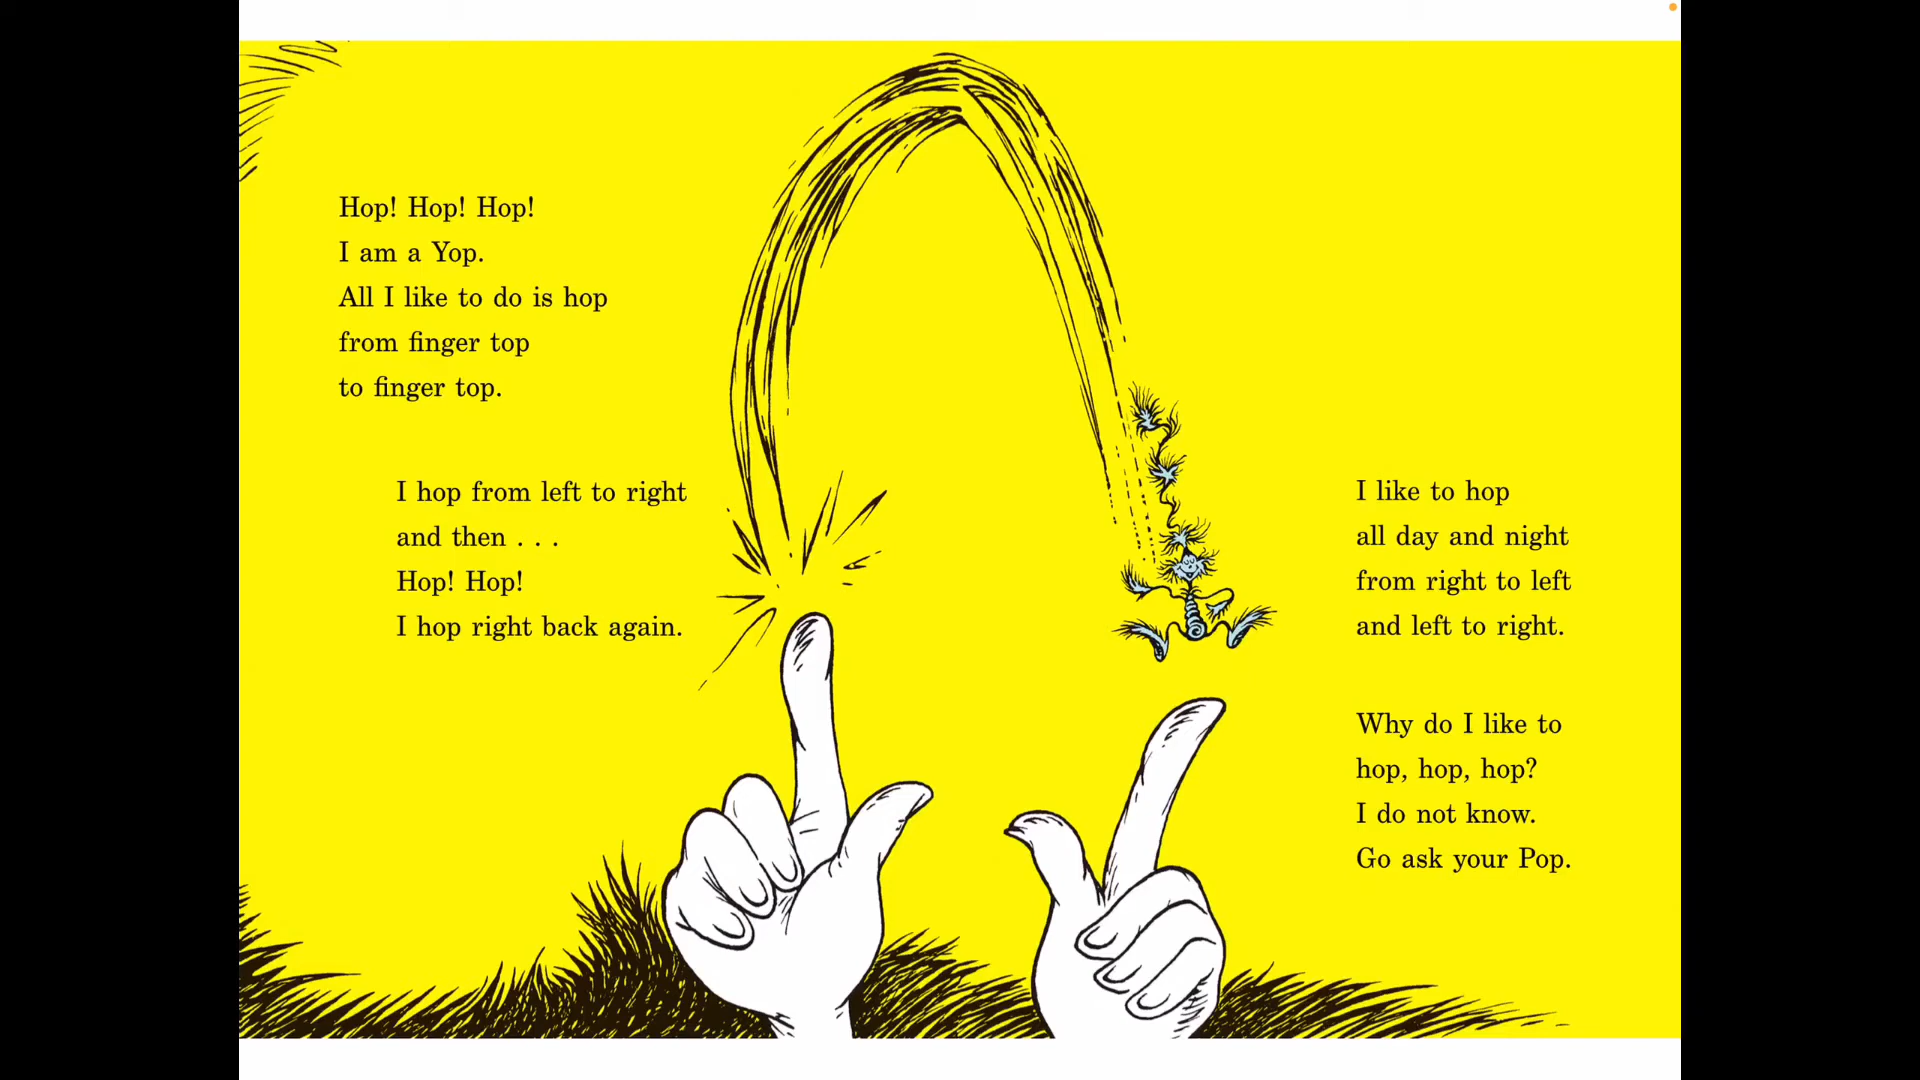 Hop! Hop! Hop!
I am a Yop.
All I like to do is hop
from finger top
to finger top.
I hop from left to right
and then . . .
Hop! Hop!
I hop right back again.
I like to hop
all day and night
from right to left
and left to right.
Why do I like to
hop, hop, hop?
I do not know.
Go ask your Pop.